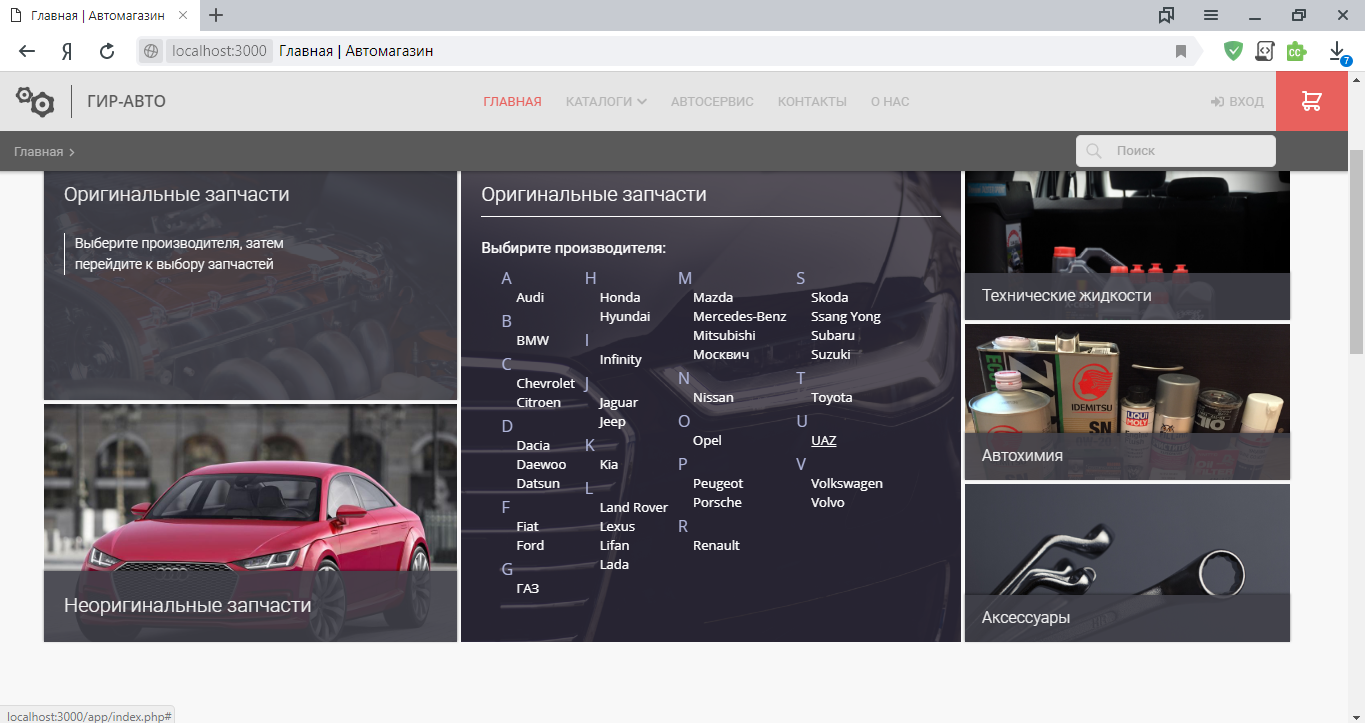 Главная | Автомагазин
localhost:3000 Главная | Автомагазин
7
ГИР-АВТО
ГЛАВНАЯ
КАТАЛОГИ
АВТОСЕРВИС
КОНТАКТЫ
О НАС
ВХОД
Главная
Поиск
Оригинальные запчасти
Выберите производителя, затем
перейдите к выбору запчастей
Неоригинальные запчасти
Оригинальные запчасти
Выбирите производителя:
A
Audi
B
BMW
C
Chevrolet
Citroen
D
Dacia
Daewoo
Datsun
F
Fiat
Ford
G
ГАЗ
H
Honda
Hyundai
I
Infinity
J
Jaguar
Jeep
K
Kia
L
Land Rover
Lexus
Lifan
Lada
M
Mazda
Mercedes-Benz
Mitsubishi
Москвич
N
Nissan
O
Opel
P
Peugeot
Porsche
R
Renault
S
Skoda
Ssang Yong
Subaru
Suzuki
T
Toyota
U
UAZ
V
Volkswagen
Volvo
Технические жидкости
IDEMITSU
SN
LIQUI
MOLY
Автохимия
Аксессуары
localhost:3000/app/index.php#